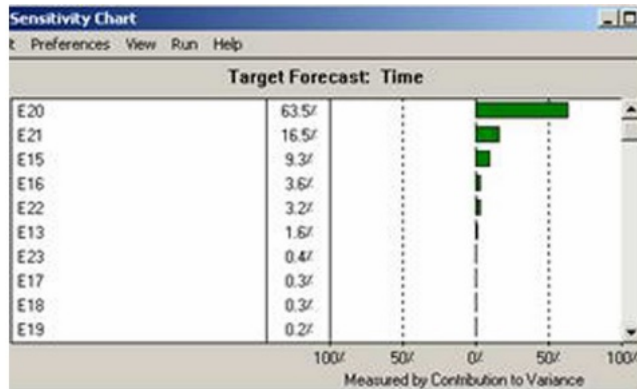 Sensitivity Chart
t Preferences View Run Help
Target Forecast: Time
E20 63.5%
E21 16.5%
E15 9.3%
E16 3.6%
E22 3.2%
E13 1.6%
E23 0.4%
E17 0.3%
E18 0.3%
E19 0.2%
100% 50% 0% 50% 100%
Measured by Contribution to Variance